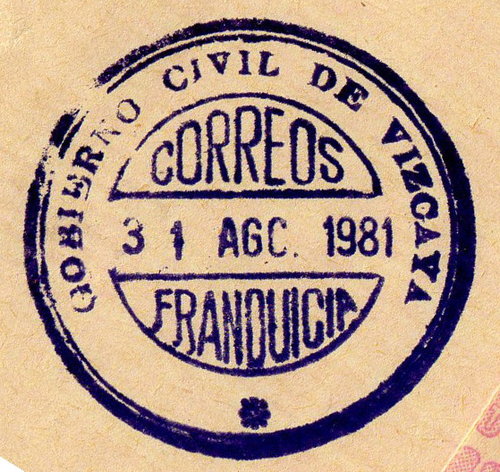 GOBIERNO CIVIL DE VIZCAYA
CORREOS
31 AGC. 1981
FRANQUICIA